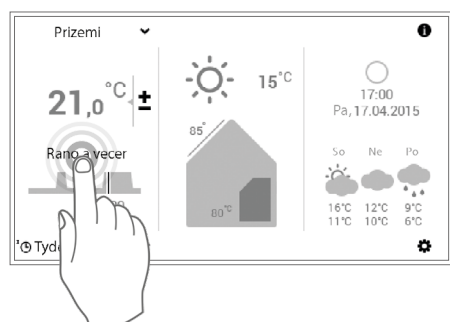 Prizemi
21,0 °C
±
Rano a vecer
15°C
85°
80°C
17:00
Pa, 17.04.2015
So Ne Po
16°C 12°C 9°C
11°C 10°C 6°C